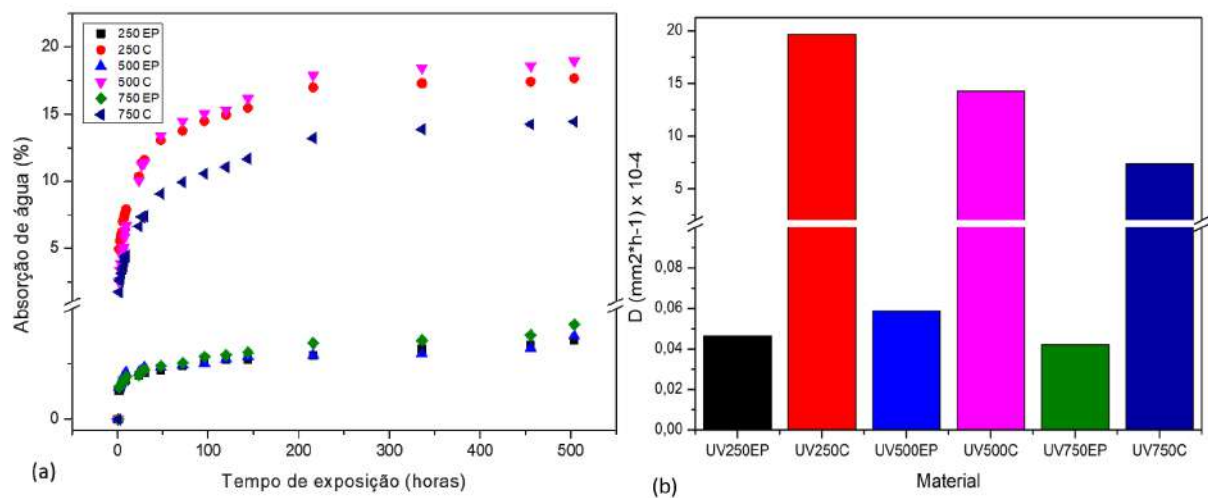 250 EP
250 C
500 EP
500 C
750 EP
750 C
20
15
10
5
0
Absorção de água (%)
0
100
200
300
400
500
Tempo de exposição (horas)
(a)
20
15
10
5
0,08
0,06
0,04
0,02
0,00
D (mm2*h-1) x 10-4
UV250EP
UV250C
UV500EP
UV500C
UV750EP
UV750C
Material
(b)